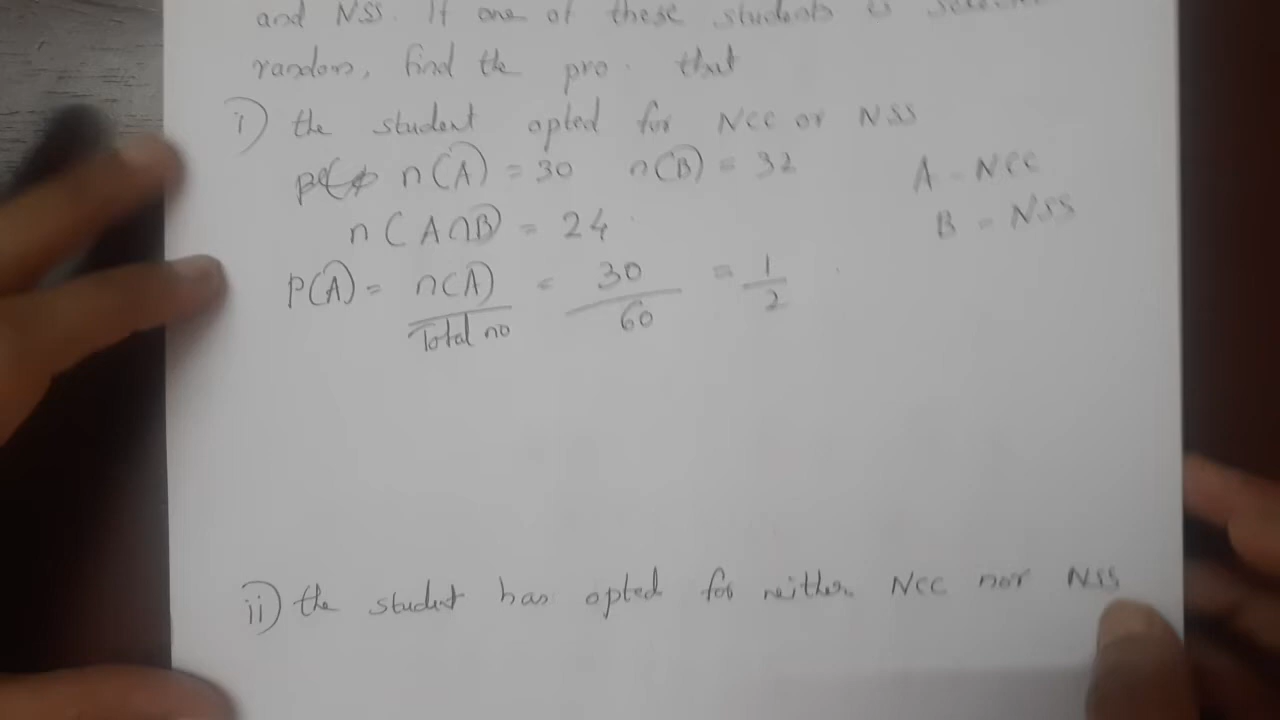 and NSS. If one of these students is
random, find the pro. that
i) the student opted for NCC or NSS
n(A) = 30 n(B) = 32 A - NCC
n(A∩B) = 24 B - NSS
P(A) = n(A)/Total no = 30/60 = 1/2
ii) the student has opted for neither NCC nor NSS